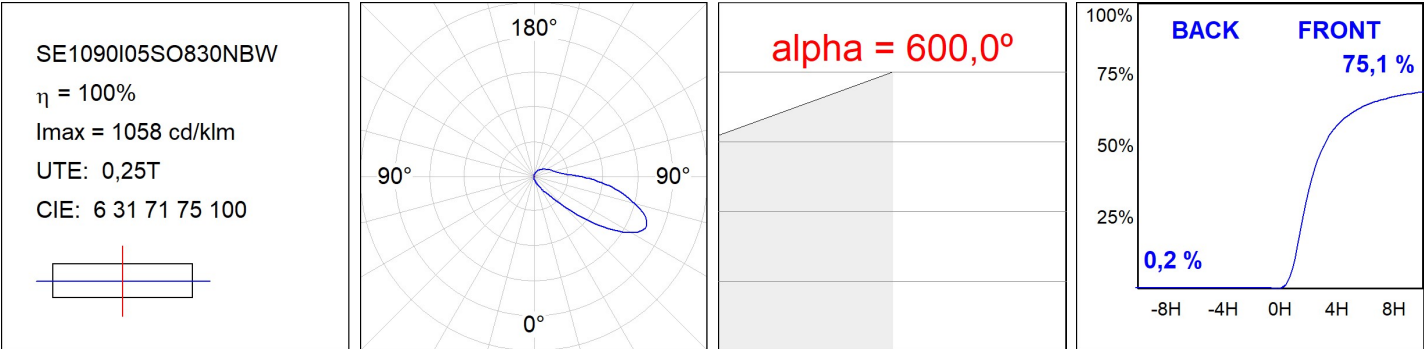 SE1090I05SO830NBW
η = 100%
Imax = 1058 cd/klm
UTE: 0,25T
CIE: 6 31 71 75 100
180°
90°
90°
0°
alpha = 600,0º
100%
BACK
FRONT
75,1 %
75%
50%
25%
0,2 %
-8H
-4H
0H
4H
8H